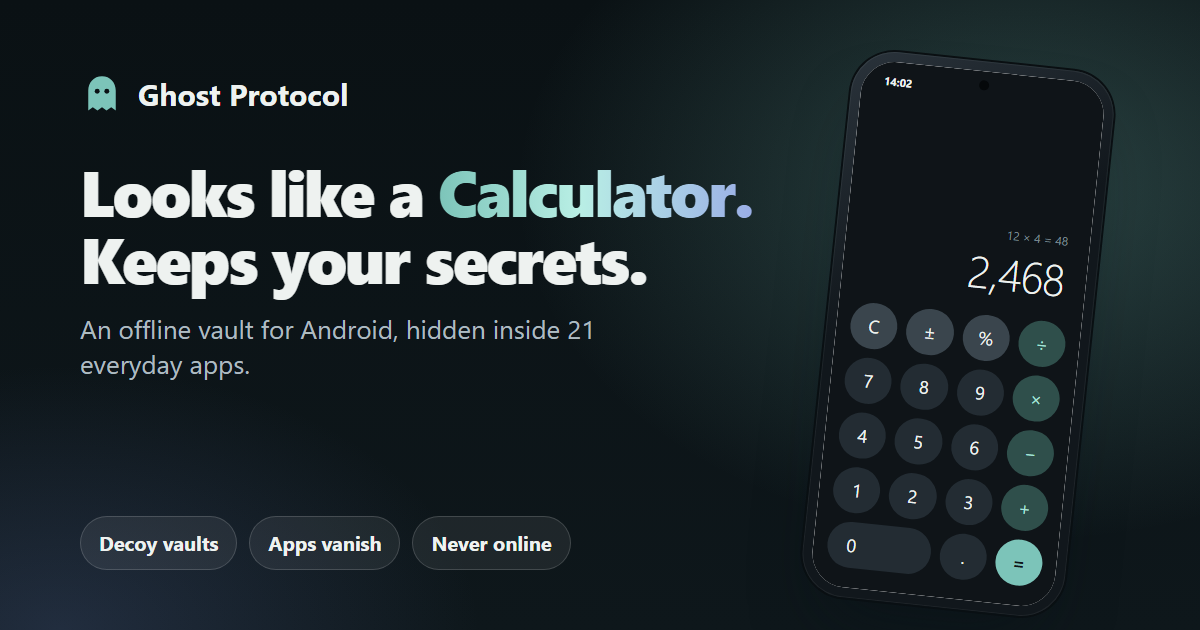 Ghost Protocol
Looks like a Calculator.
Keeps your secrets.
An offline vault for Android, hidden inside 21
everyday apps.
Decoy vaults
Apps vanish
Never online
14:02
12 × 4 = 48
2,468
C ± % ÷
7 8 9 ×
4 5 6 −
1 2 3 +
0 . =